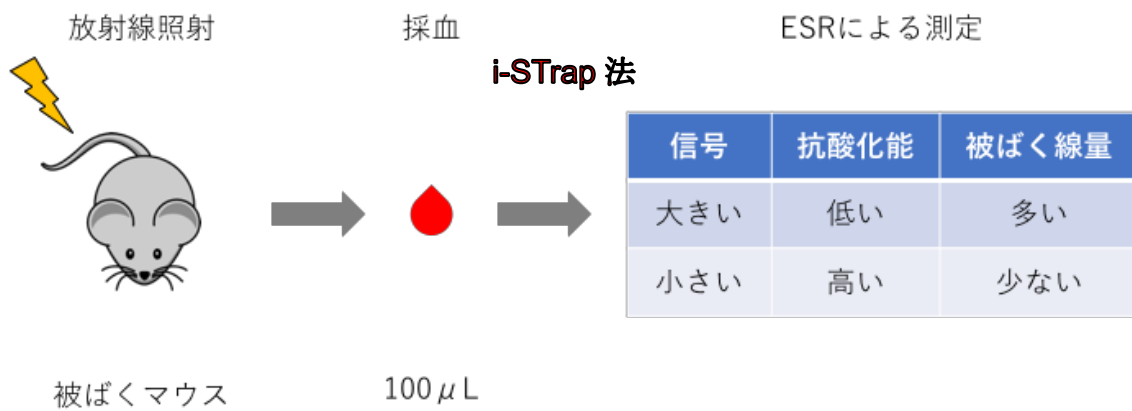 放射線照射
採血
ESRによる測定
i-STrap 法
信号 抗酸化能 被ばく線量
大きい 低い 多い
小さい 高い 少ない
被ばくマウス
100μL